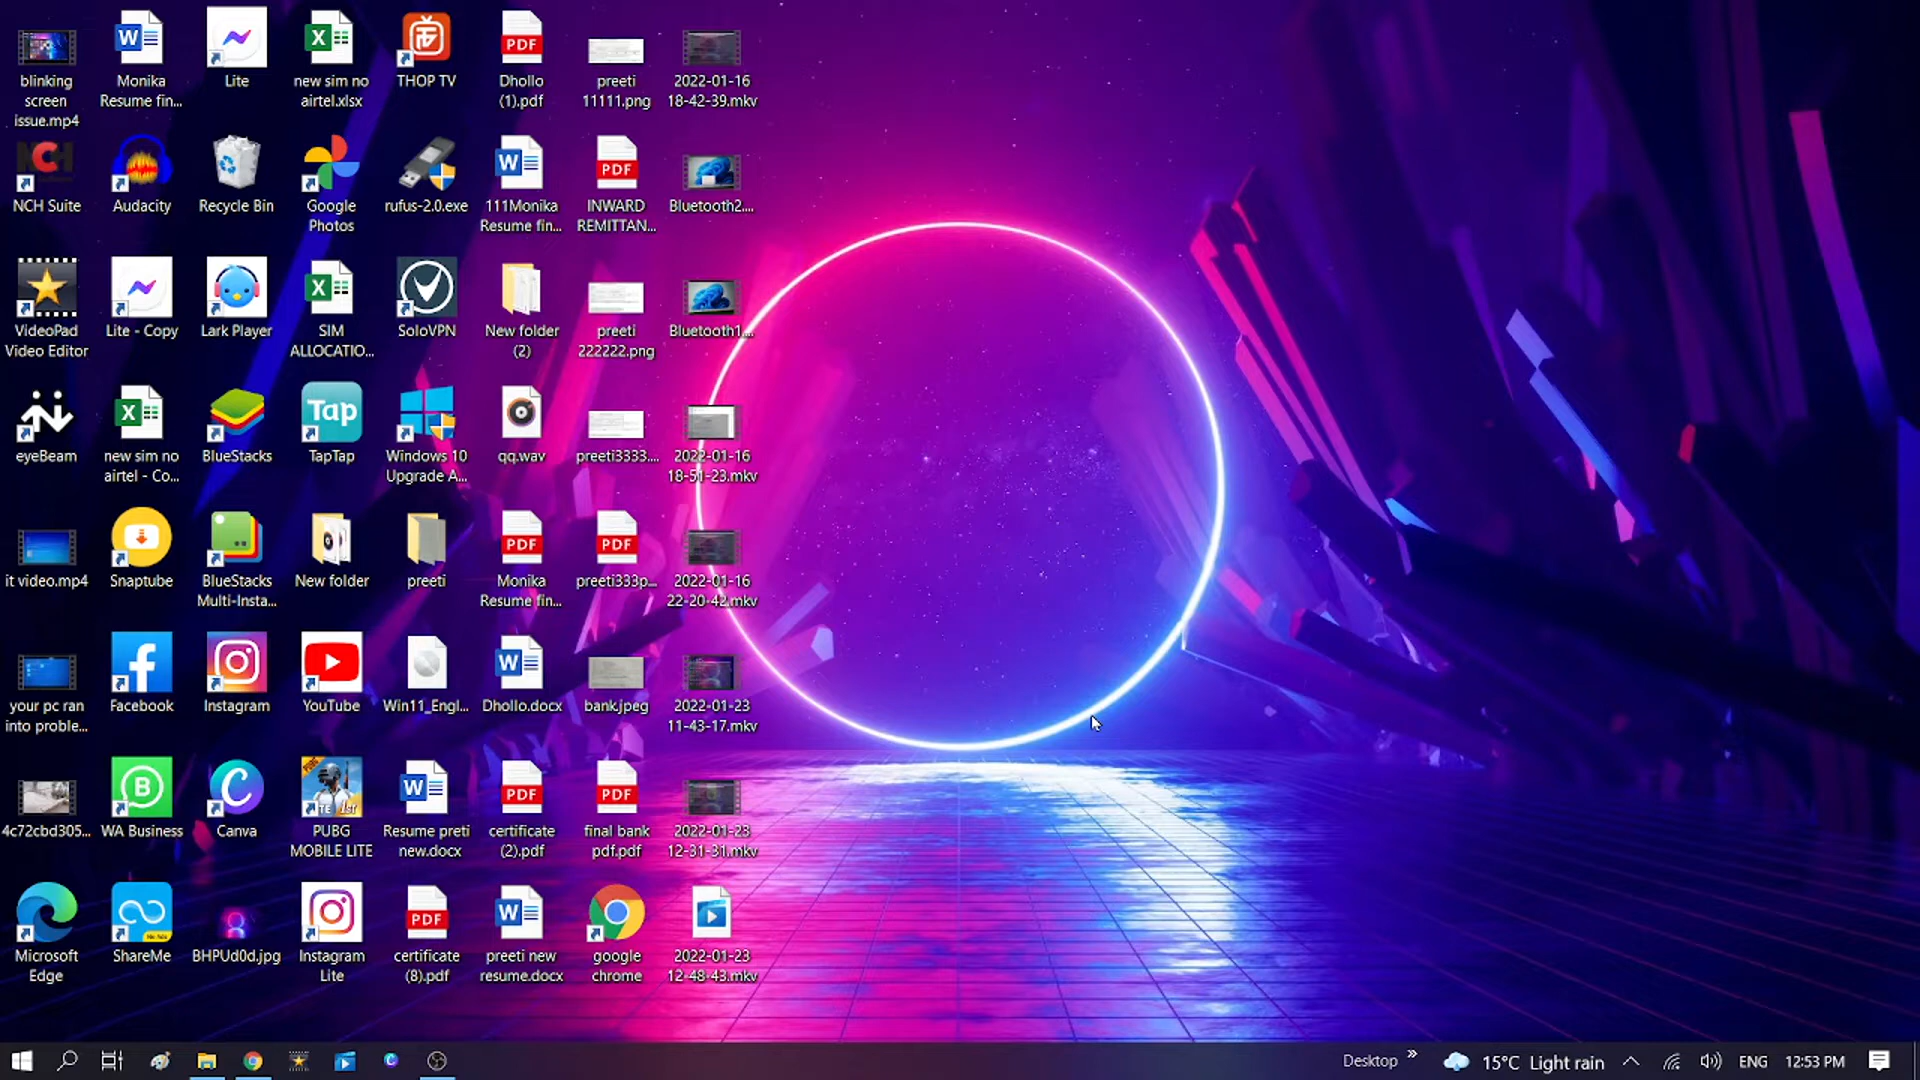 blinking
screen
issue.mp4
Monika
Resume fin...
Lite
new sim no
airtel.xlsx
THOP TV
PDF
Dhollo
(1).pdf
preeti
11111.png
2022-01-16
18-42-39.mkv
NCH
NCH Suite
Audacity
Recycle Bin
Google
Photos
rufus-2.0.exe
111Monika
Resume fin...
PDF
INWARD
REMITTAN...
Bluetooth2....
VideoPad
Video Editor
Lite - Copy
Lark Player
SIM
ALLOCATIO...
SoloVPN
New folder
(2)
preeti
222222.png
Bluetooth1....
eyeBeam
new sim no
airtel - Co...
BlueStacks
Tap
TapTap
Windows 10
Upgrade A...
qq.wav
preeti3333....
2022-01-16
18-51-23.mkv
it video.mp4
Snaptube
BlueStacks
Multi-Insta...
New folder
preeti
PDF
Monika
Resume fin...
PDF
preeti333p...
2022-01-16
22-20-42.mkv
your pc ran
into proble...
Facebook
Instagram
YouTube
Win11_Engl...
Dhollo.docx
bank.jpeg
2022-01-23
11-43-17.mkv
4c72cbd305...
WA Business
Canva
PUBG
MOBILE LITE
Resume preti
new.docx
PDF
certificate
(2).pdf
PDF
final bank
pdf.pdf
2022-01-23
12-31-31.mkv
Microsoft
Edge
ShareMe
BHPUd0d.jpg
Instagram
Lite
PDF
certificate
(8).pdf
preeti new
resume.docx
google
chrome
2022-01-23
12-48-43.mkv
Desktop
15°C Light rain
ENG
12:53 PM